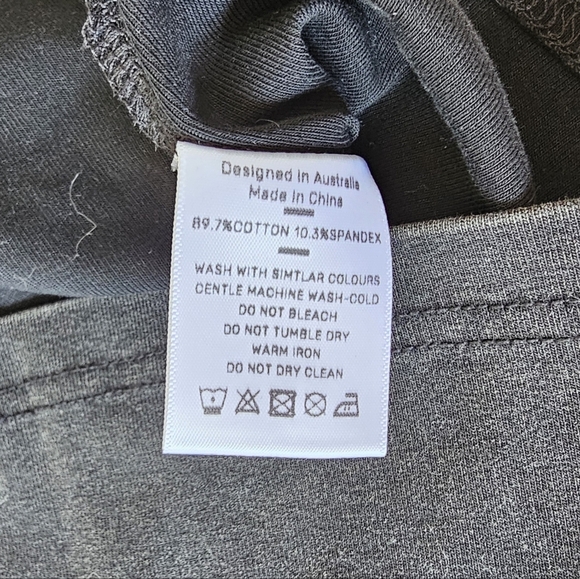 Designed in Australia
Made in China
89.7%COTTON 10.3%SPANDEX
WASH WITH SIMTLAR COLOURS
GENTLE MACHINE WASH-COLD
DO NOT BLEACH
DO NOT TUMBLE DRY
WARM IRON
DO NOT DRY CLEAN